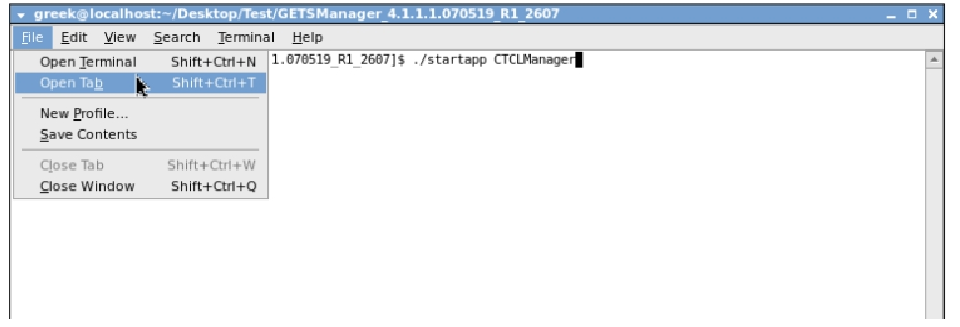 greek@localhost:~/Desktop/Test/GETSManager_4.1.1.1.070519_R1_2607
File Edit View Search Terminal Help
Open Terminal Shift+Ctrl+N
1.070519_R1_2607]$ ./startapp CTCLManager
Open Tab Shift+Ctrl+T
New Profile...
Save Contents
Close Tab Shift+Ctrl+W
Close Window Shift+Ctrl+Q